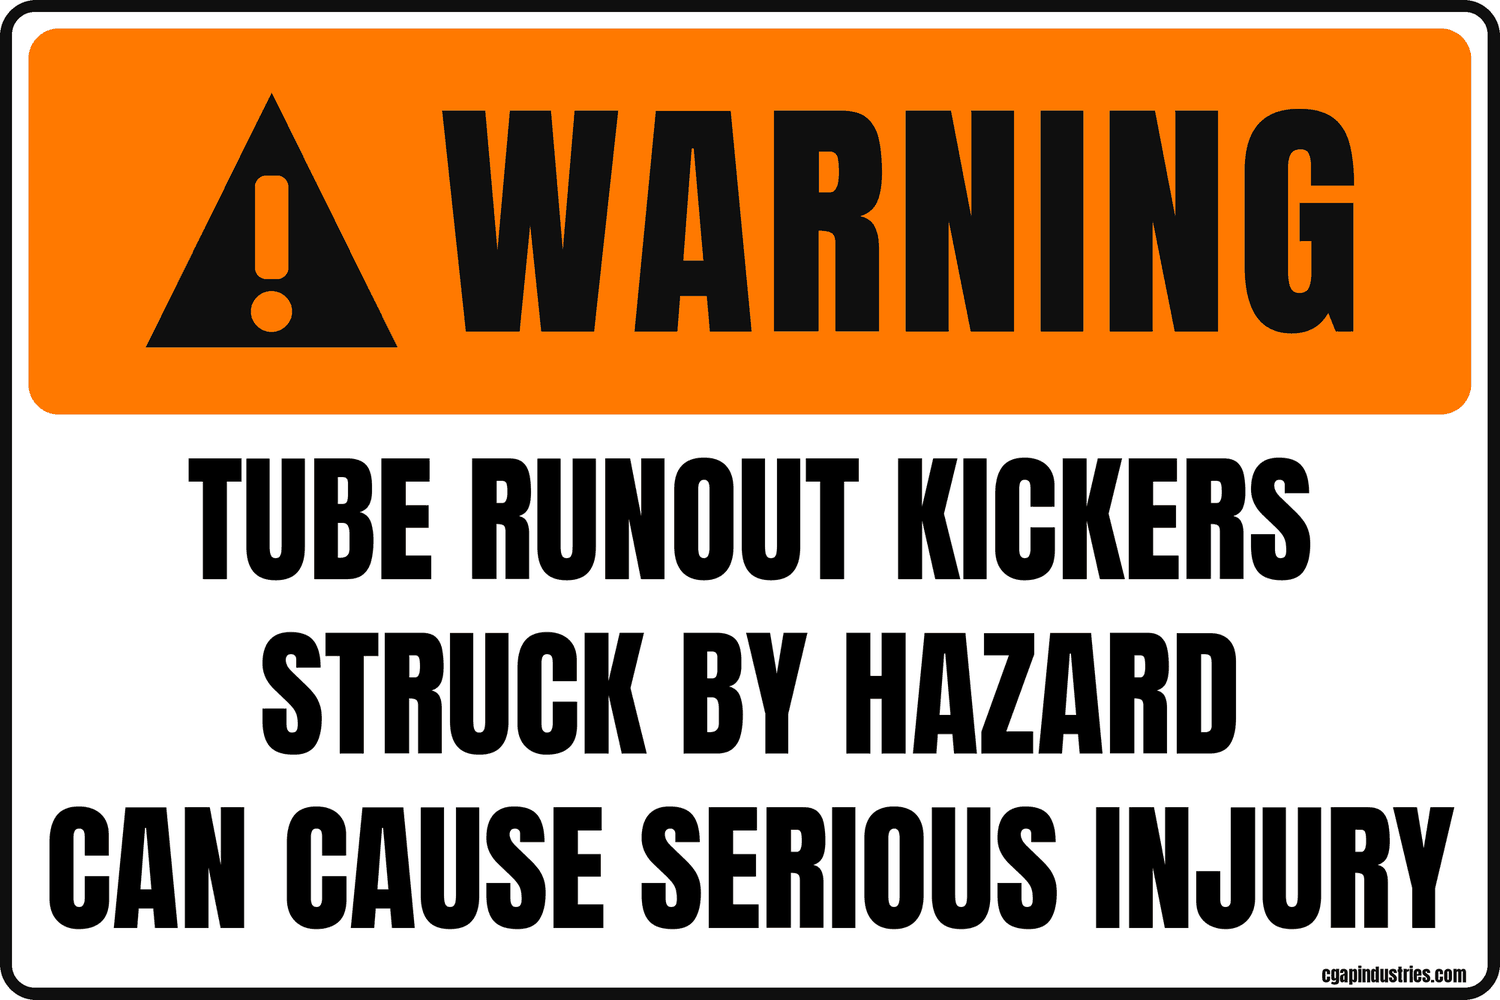 WARNING
TUBE RUNOUT KICKERS
STRUCK BY HAZARD
CAN CAUSE SERIOUS INJURY
cgapindustries.com